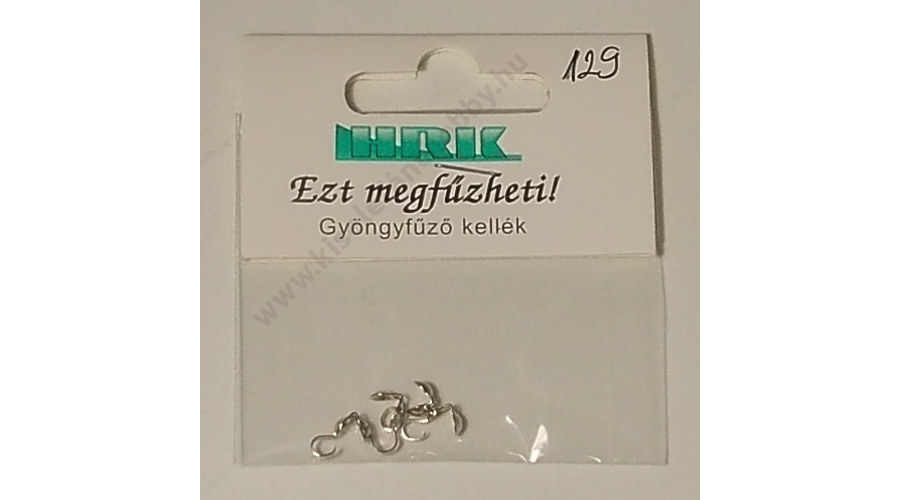 129
HRK
Ezt megfűzheti!
Gyöngyfűző kellék